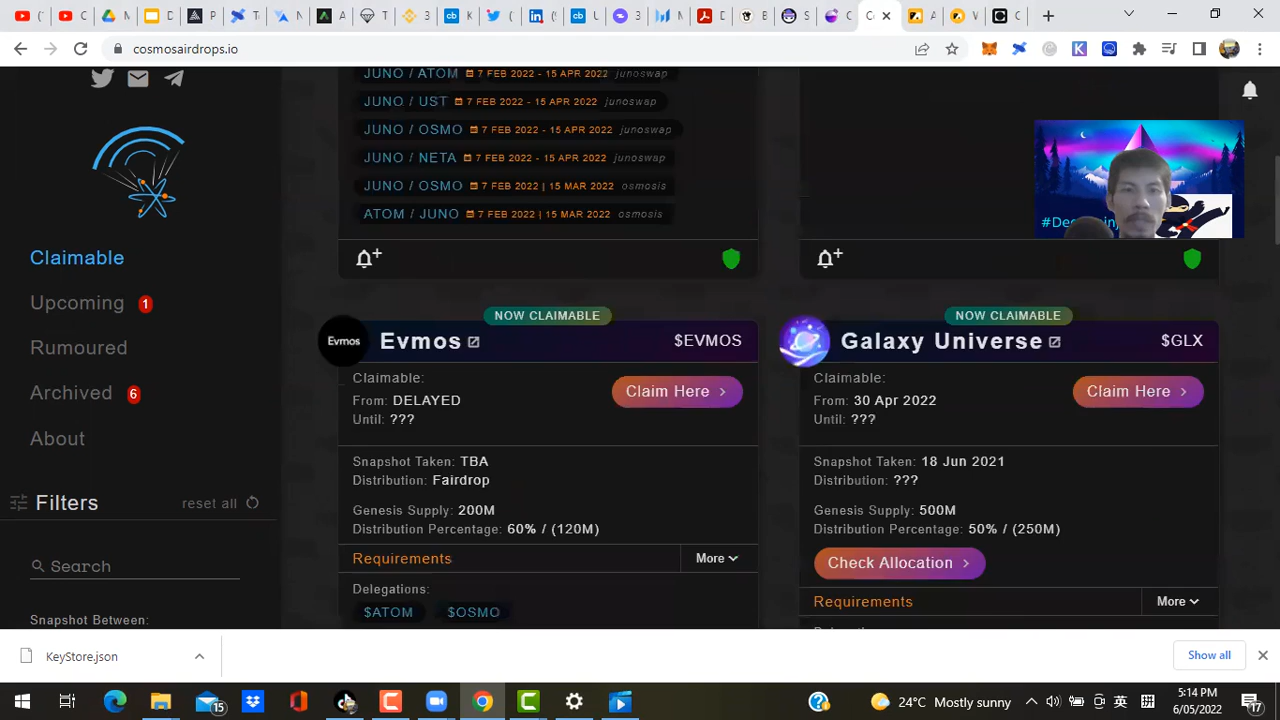 cosmosairdrops.io
JUNO / ATOM 7 FEB 2022 - 15 APR 2022 junoswap
JUNO / UST 7 FEB 2022 - 15 APR 2022 junoswap
JUNO / OSMO 7 FEB 2022 - 15 APR 2022 junoswap
JUNO / NETA 7 FEB 2022 - 15 APR 2022 junoswap
JUNO / OSMO 7 FEB 2022 | 15 MAR 2022 osmosis
ATOM / JUNO 7 FEB 2022 | 15 MAR 2022 osmosis
Claimable
Upcoming 1
Rumoured
Archived 6
About
Filters reset all
Search
Snapshot Between:
NOW CLAIMABLE
Evmos Evmos $EVMOS
Claimable:
From: DELAYED
Until: ???
Claim Here
Snapshot Taken: TBA
Distribution: Fairdrop
Genesis Supply: 200M
Distribution Percentage: 60% / (120M)
Requirements More
Delegations:
$ATOM $OSMO
NOW CLAIMABLE
Galaxy Universe $GLX
Claimable:
From: 30 Apr 2022
Until: ???
Claim Here
Snapshot Taken: 18 Jun 2021
Distribution: ???
Genesis Supply: 500M
Distribution Percentage: 50% / (250M)
Check Allocation
Requirements More
KeyStore.json
Show all
15
24°C Mostly sunny
英
5:14 PM
6/05/2022
17